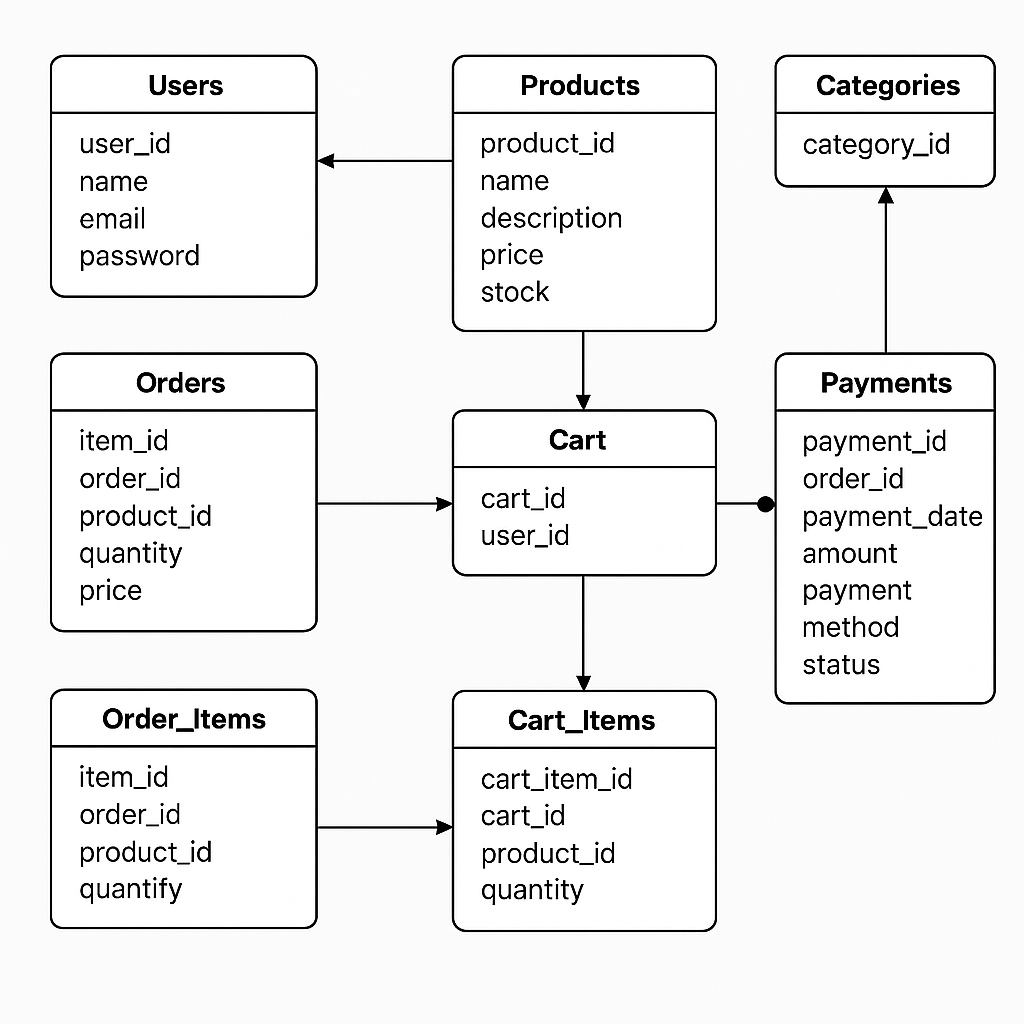 Users
user_id
name
email
password
Products
product_id
name
description
price
stock
Categories
category_id
Orders
item_id
order_id
product_id
quantity
price
Cart
cart_id
user_id
Payments
payment_id
order_id
payment_date
amount
payment
method
status
Order_Items
item_id
order_id
product_id
quantify
Cart_Items
cart_item_id
cart_id
product_id
quantity